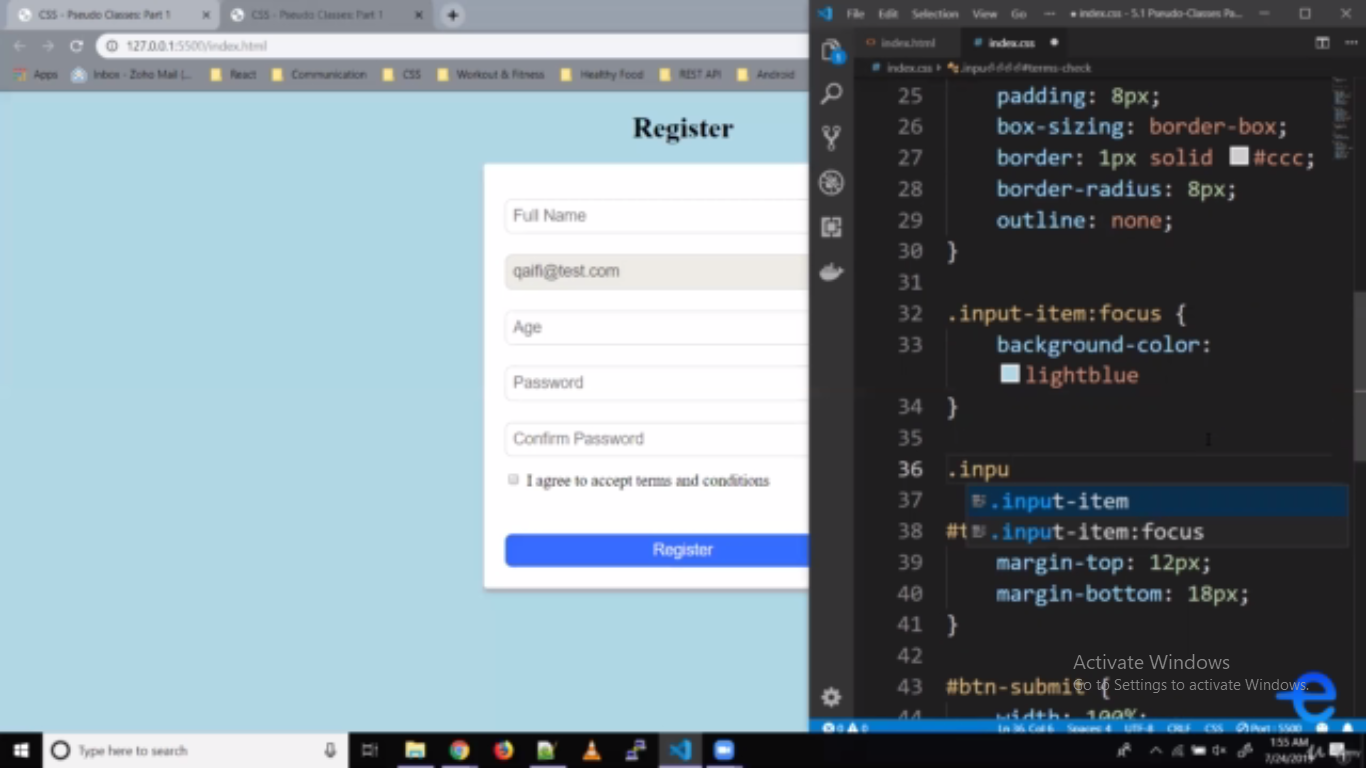 CSS - Pseudo Classes: Part 1
CSS - Pseudo Classes: Part 1
127.0.0.1:5500/index.html
Apps
Inbox - Zoho Mail (...
React
Communication
CSS
Workout & Fitness
Healthy Food
REST API
Android
Register
Full Name
qaifi@test.com
Age
Password
Confirm Password
I agree to accept terms and conditions
Register
File Edit Selection View Go ··· ● index.css - 5.1 Pseudo-Classes Pa...
index.html
# index.css
# index.css
25 padding: 8px;
26 box-sizing: border-box;
27 border: 1px solid #ccc;
28 border-radius: 8px;
29 outline: none;
30 }
31
32 .input-item:focus {
33 background-color:
lightblue
34 }
35
36 .inpu
37 .input-item
38 #t .input-item:focus
39 margin-top: 12px;
40 margin-bottom: 18px;
41 }
42
43 #btn-submit {
44 width: 100%;
Activate Windows
Go to Settings to activate Windows.
0 0 Ln 36, Col 6 Spaces: 4 UTF-8 CRLF CSS Port : 5500
Type here to search
1:55 AM